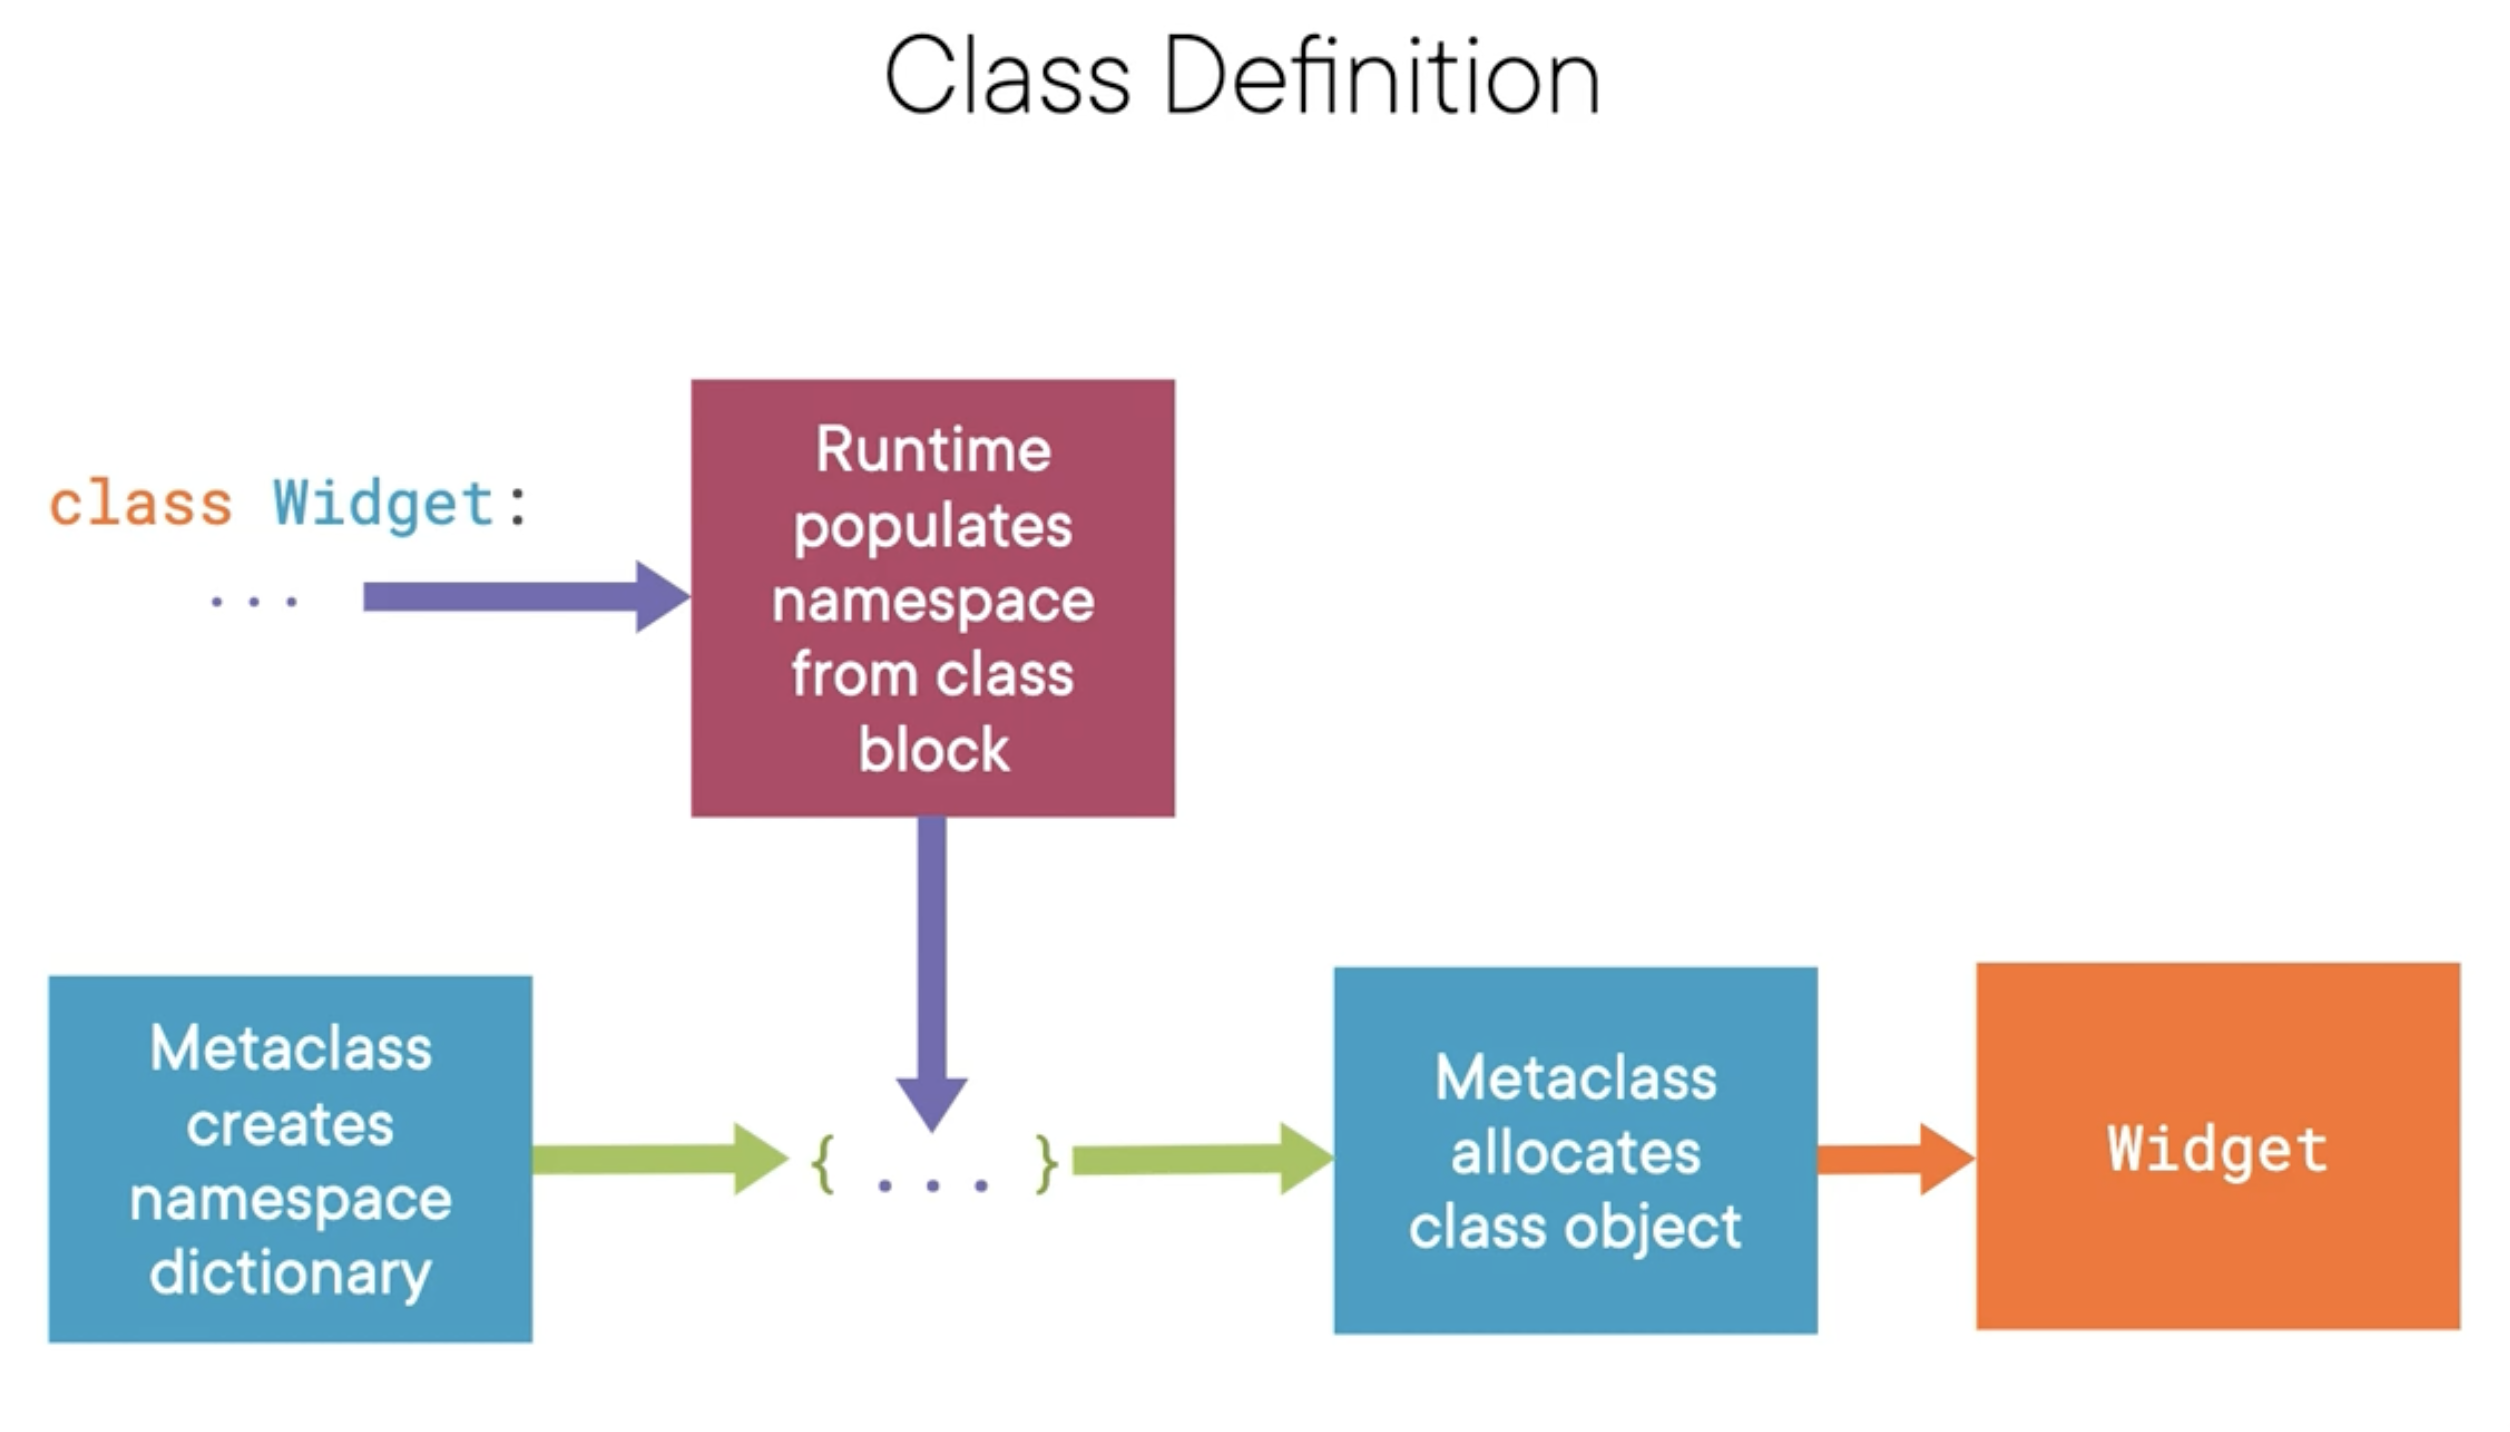 Class Definition
class Widget:
...
Runtime
populates
namespace
from class
block
Metaclass
creates
namespace
dictionary
{ ... }
Metaclass
allocates
class object
Widget